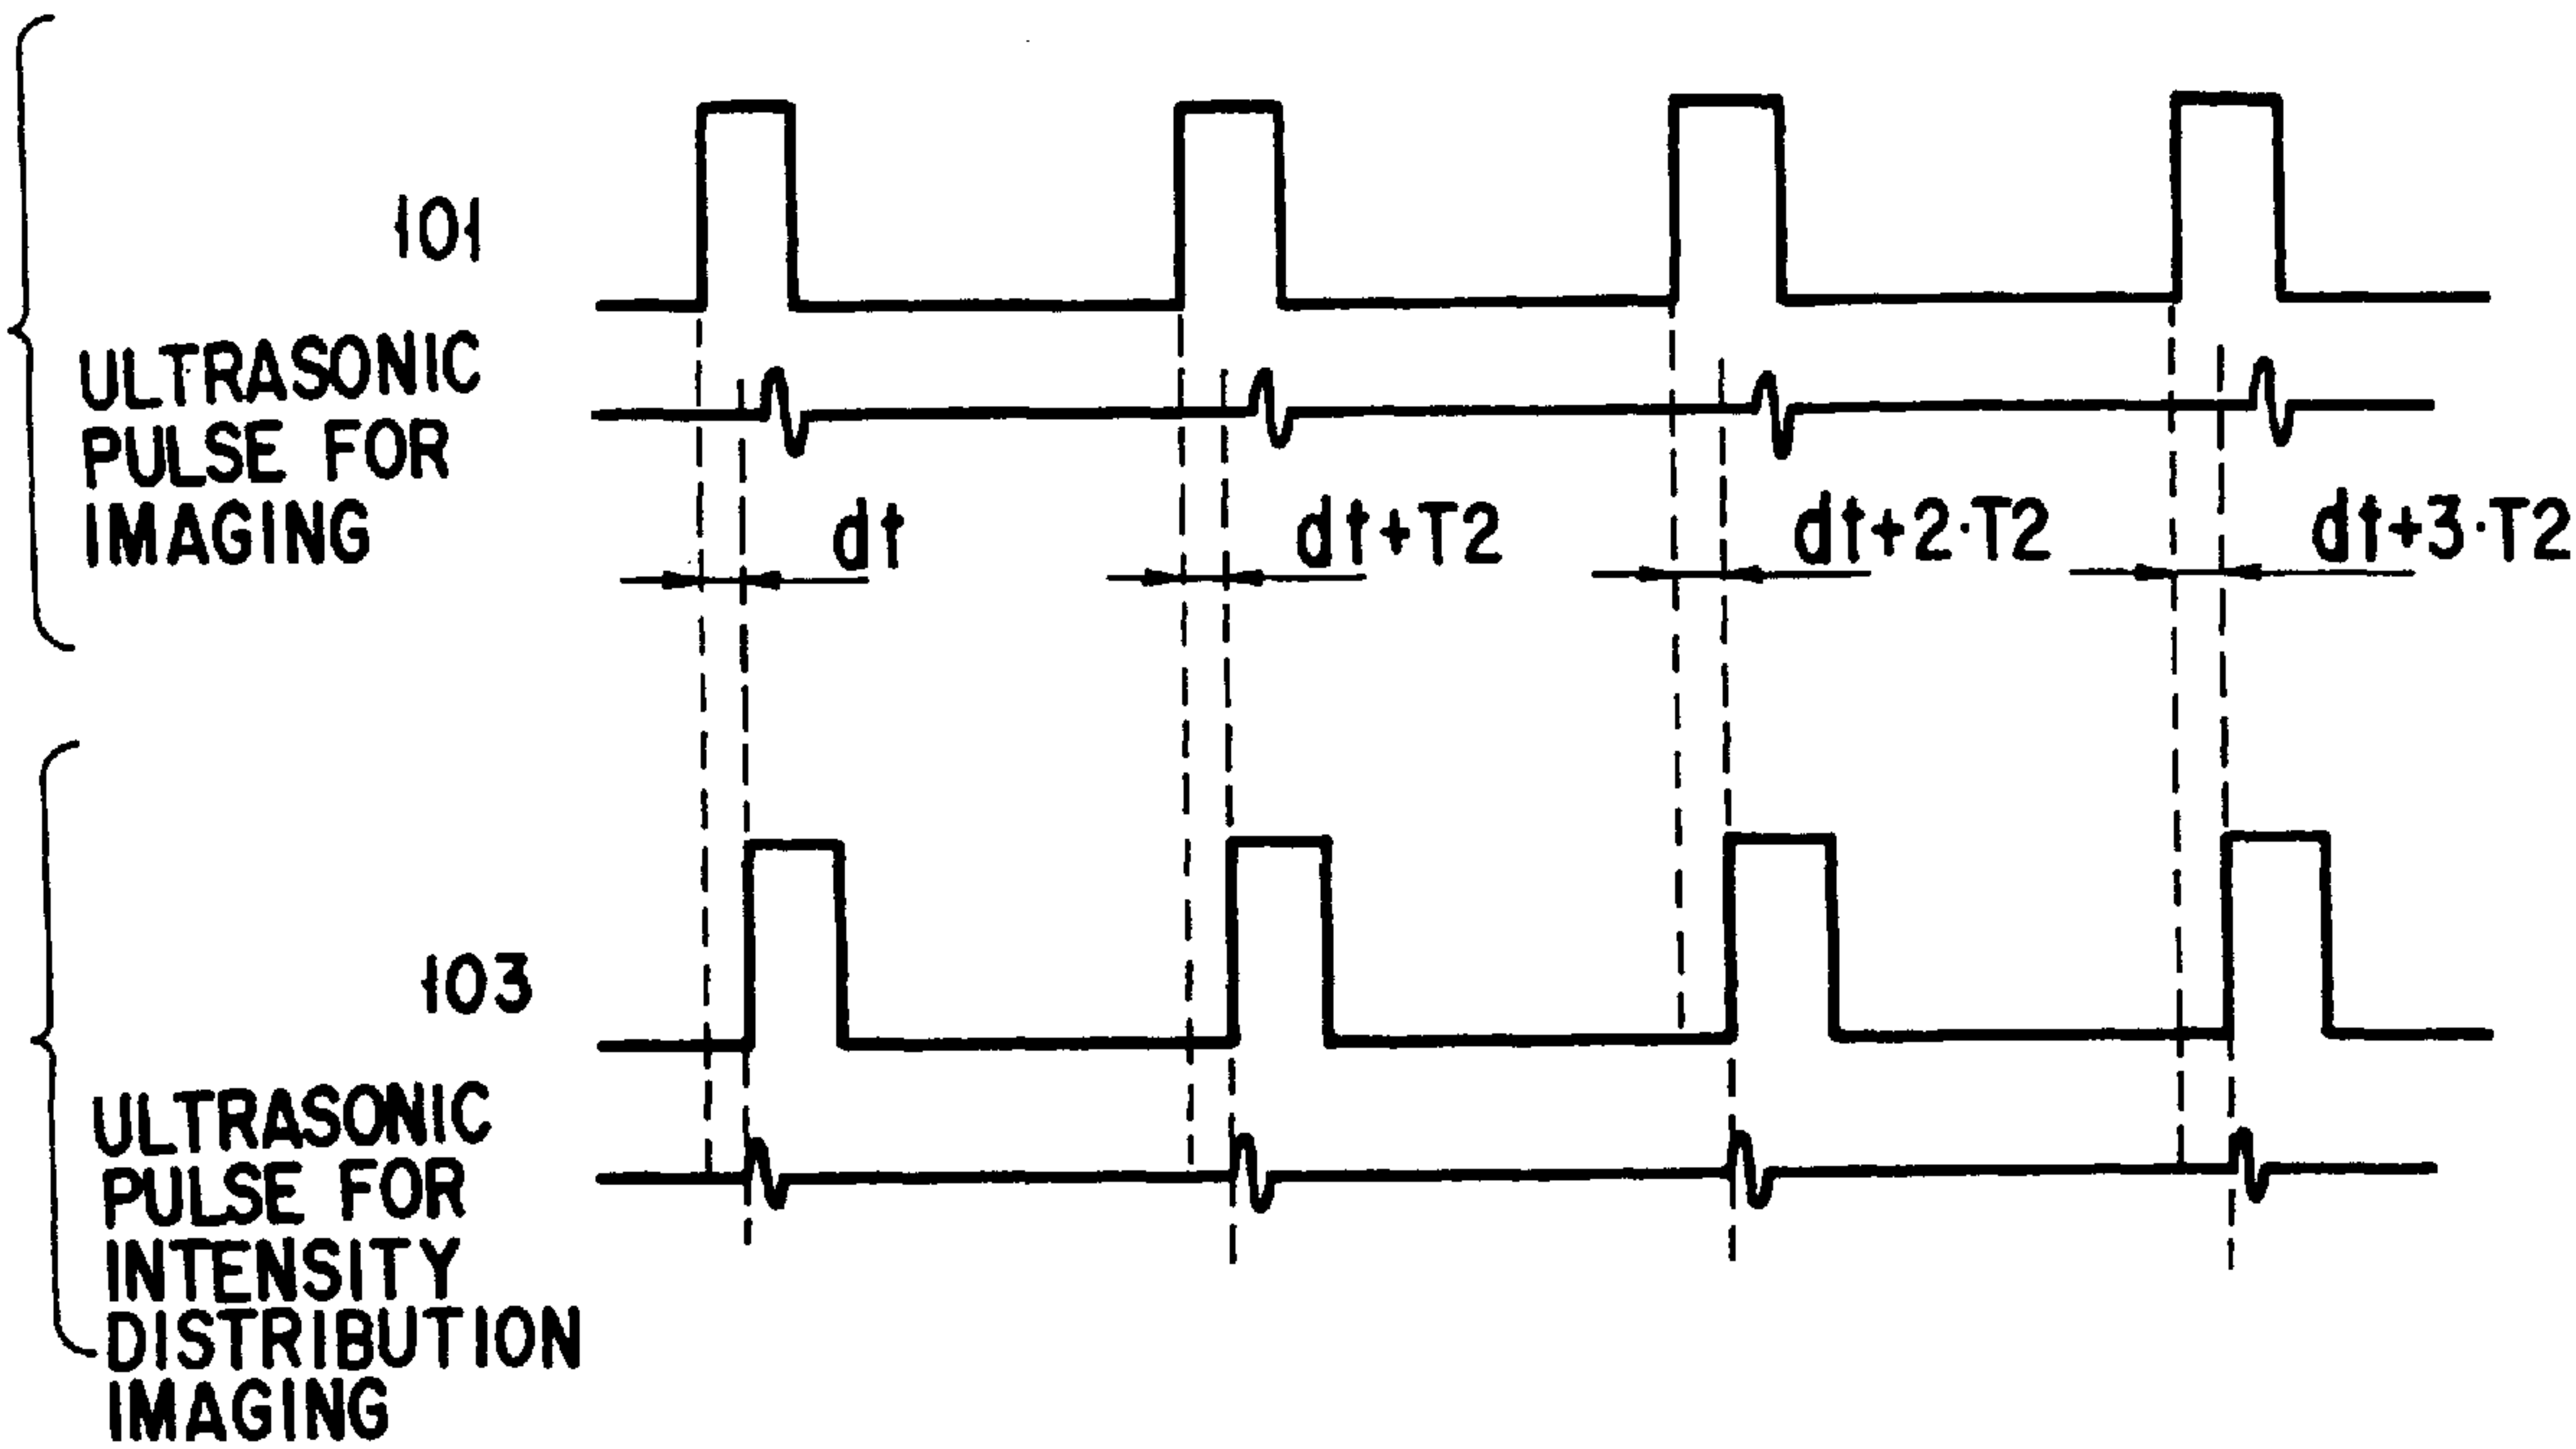 101
ULTRASONIC
PULSE FOR
IMAGING
dt
dt+T2
dt+2·T2
dt+3·T2
103
ULTRASONIC
PULSE FOR
INTENSITY
DISTRIBUTION
IMAGING